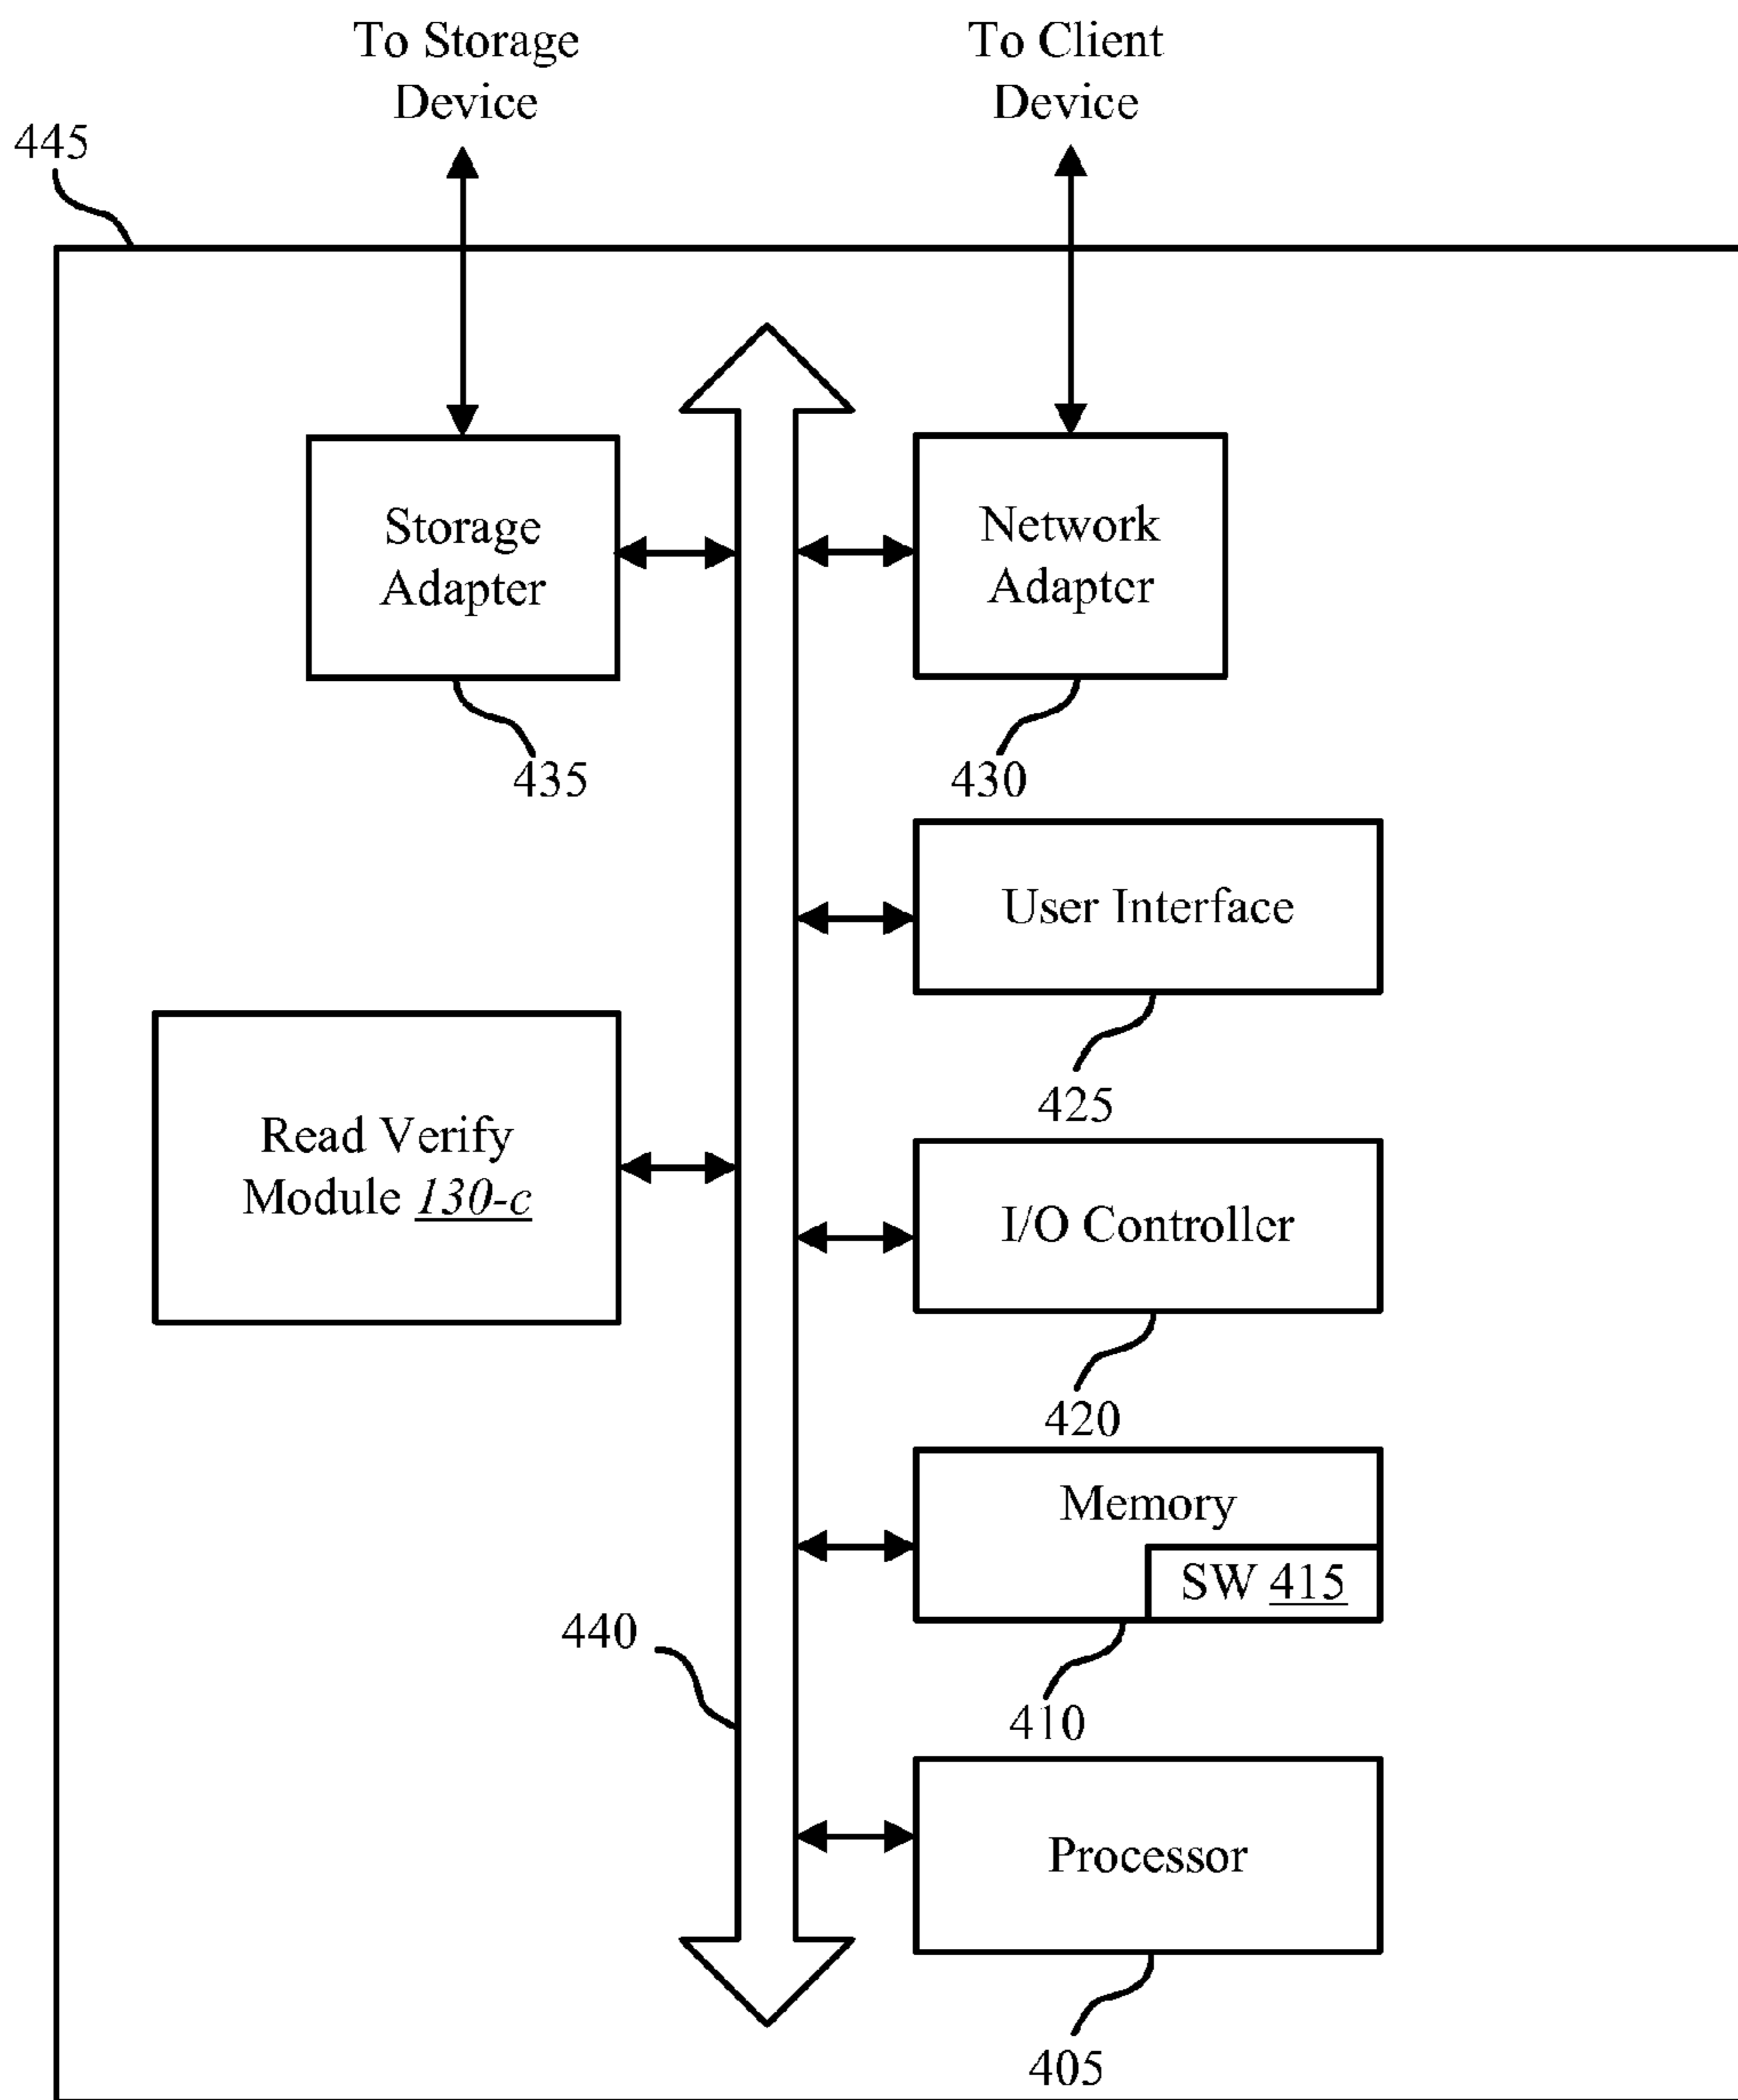 To Storage
Device
To Client
Device
445
Storage
Adapter
Network
Adapter
435
430
User Interface
425
Read Verify
Module 130-c
I/O Controller
420
Memory
SW 415
440
410
Processor
405